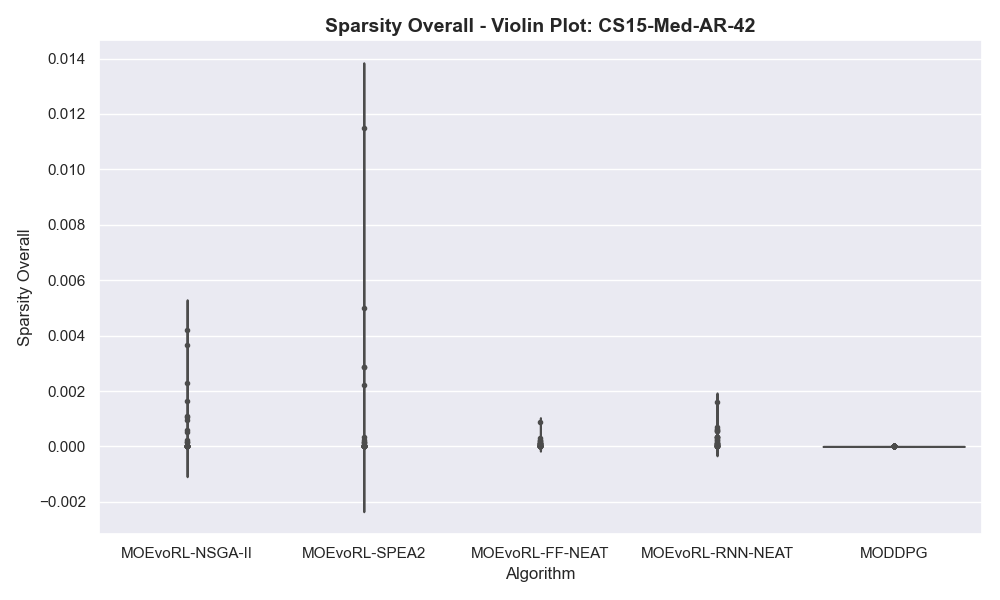 Sparsity Overall - Violin Plot: CS15-Med-AR-42
0.014
0.012
0.010
0.008
0.006
0.004
0.002
0.000
−0.002
Sparsity Overall
MOEvoRL-NSGA-II MOEvoRL-SPEA2 MOEvoRL-FF-NEAT MOEvoRL-RNN-NEAT MODDPG
Algorithm